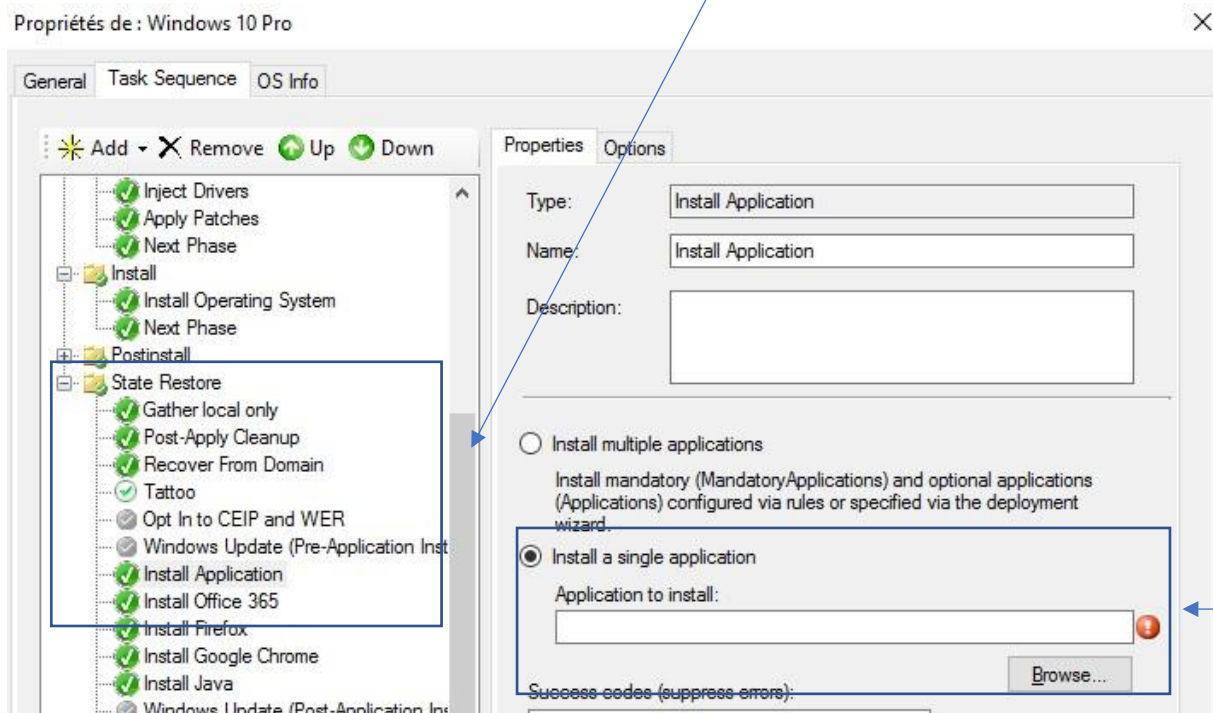 Propriétés de : Windows 10 Pro
General Task Sequence OS Info
Add Remove Up Down
Inject Drivers
Apply Patches
Next Phase
Install
Install Operating System
Next Phase
Postinstall
State Restore
Gather local only
Post-Apply Cleanup
Recover From Domain
Tattoo
Opt In to CEIP and WER
Windows Update (Pre-Application Inst
Install Application
Install Office 365
Install Firefox
Install Google Chrome
Install Java
Windows Update (Post-Application Ins
Properties Options
Type: Install Application
Name: Install Application
Description:
Install multiple applications
Install mandatory (MandatoryApplications) and optional applications
(Applications) configured via rules or specified via the deployment
wizard.
Install a single application
Application to install:
Browse...
Success codes (suppress errors):